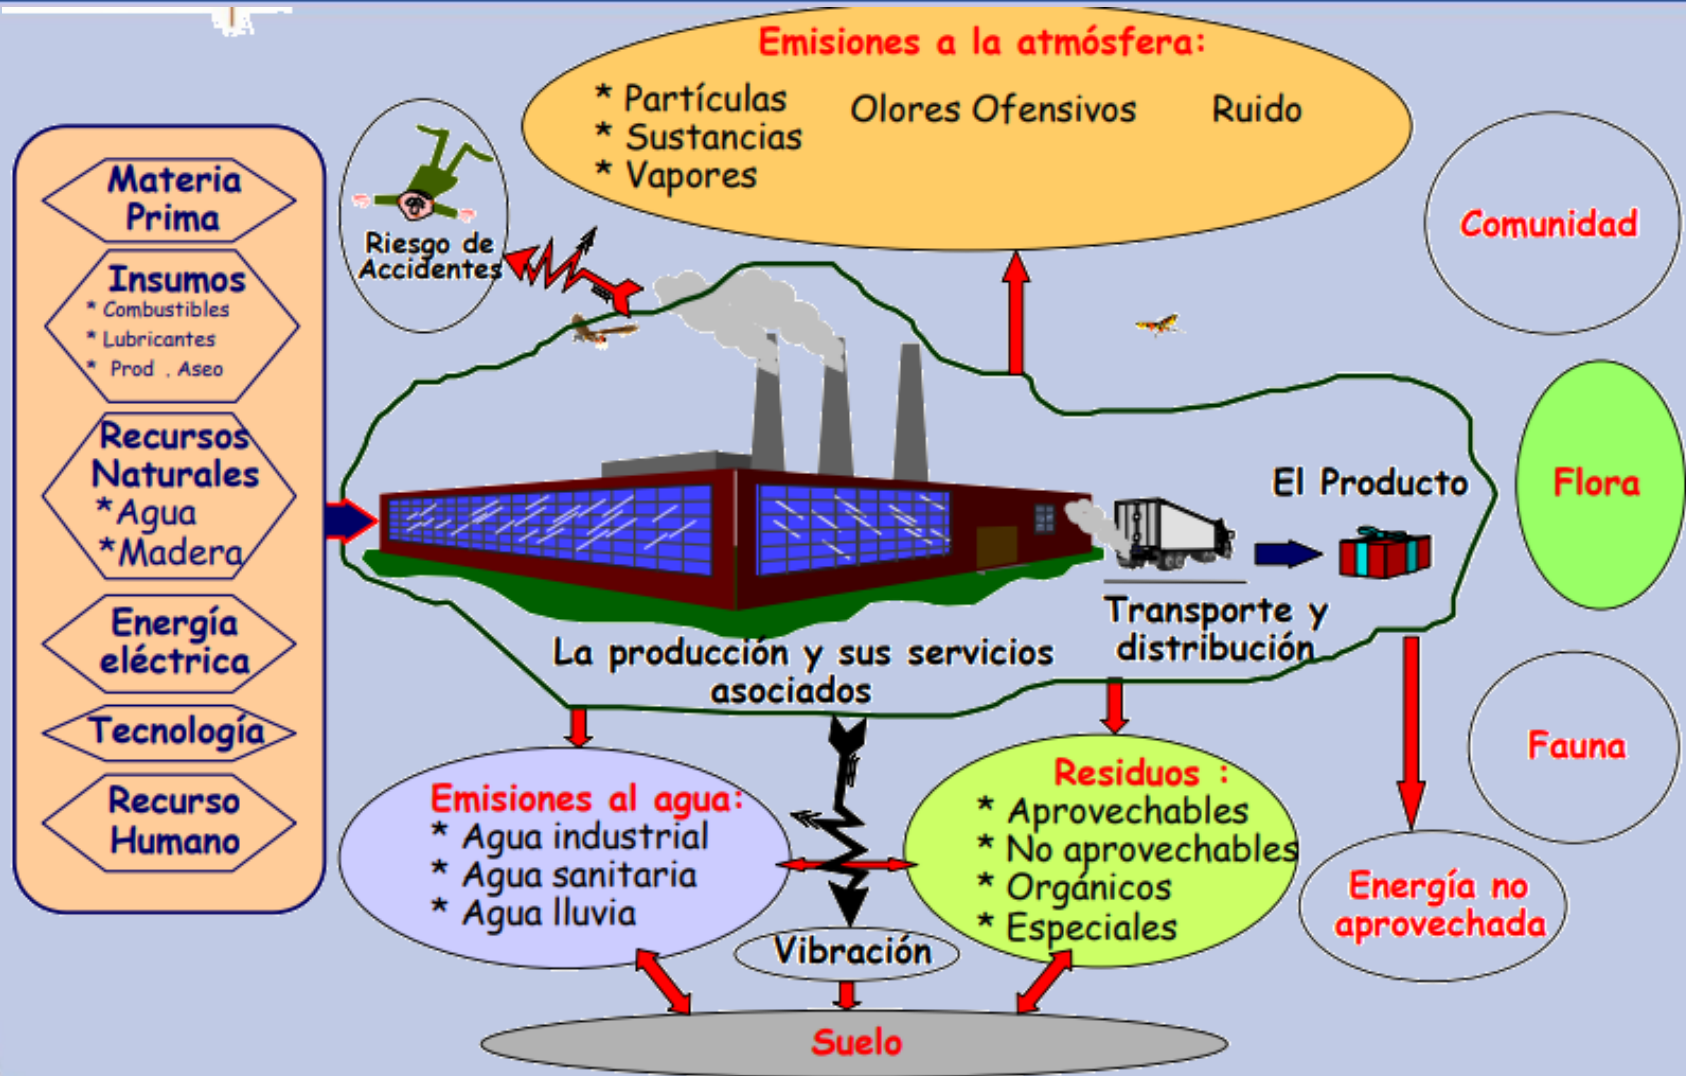 Emisiones a la atmósfera:
* Partículas
* Sustancias
* Vapores
Olores Ofensivos
Ruido
Materia
Prima
Insumos
* Combustibles
* Lubricantes
* Prod . Aseo
Recursos
Naturales
*Agua
*Madera
Energía
eléctrica
Tecnología
Recurso
Humano
Riesgo de
Accidentes
Comunidad
Flora
Fauna
El Producto
Transporte y
distribución
La producción y sus servicios
asociados
Emisiones al agua:
* Agua industrial
* Agua sanitaria
* Agua lluvia
Residuos :
* Aprovechables
* No aprovechables
* Orgánicos
* Especiales
Energía no
aprovechada
Vibración
Suelo